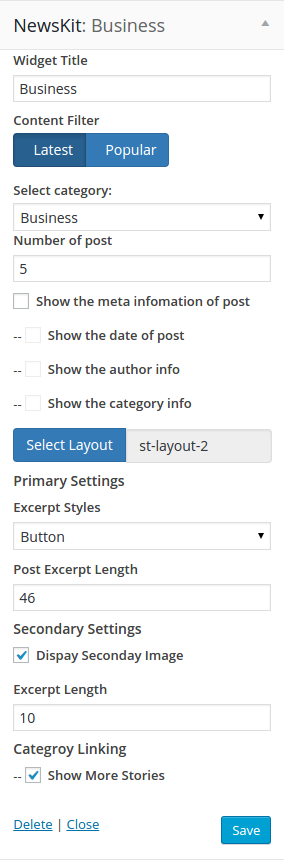 NewsKit: Business
Widget Title
Business
Content Filter
Latest Popular
Select category:
Business
Number of post
5
Show the meta infomation of post
-- Show the date of post
-- Show the author info
-- Show the category info
Select Layout st-layout-2
Primary Settings
Excerpt Styles
Button
Post Excerpt Length
46
Secondary Settings
Dispay Seconday Image
Excerpt Length
10
Categroy Linking
-- Show More Stories
Delete | Close Save